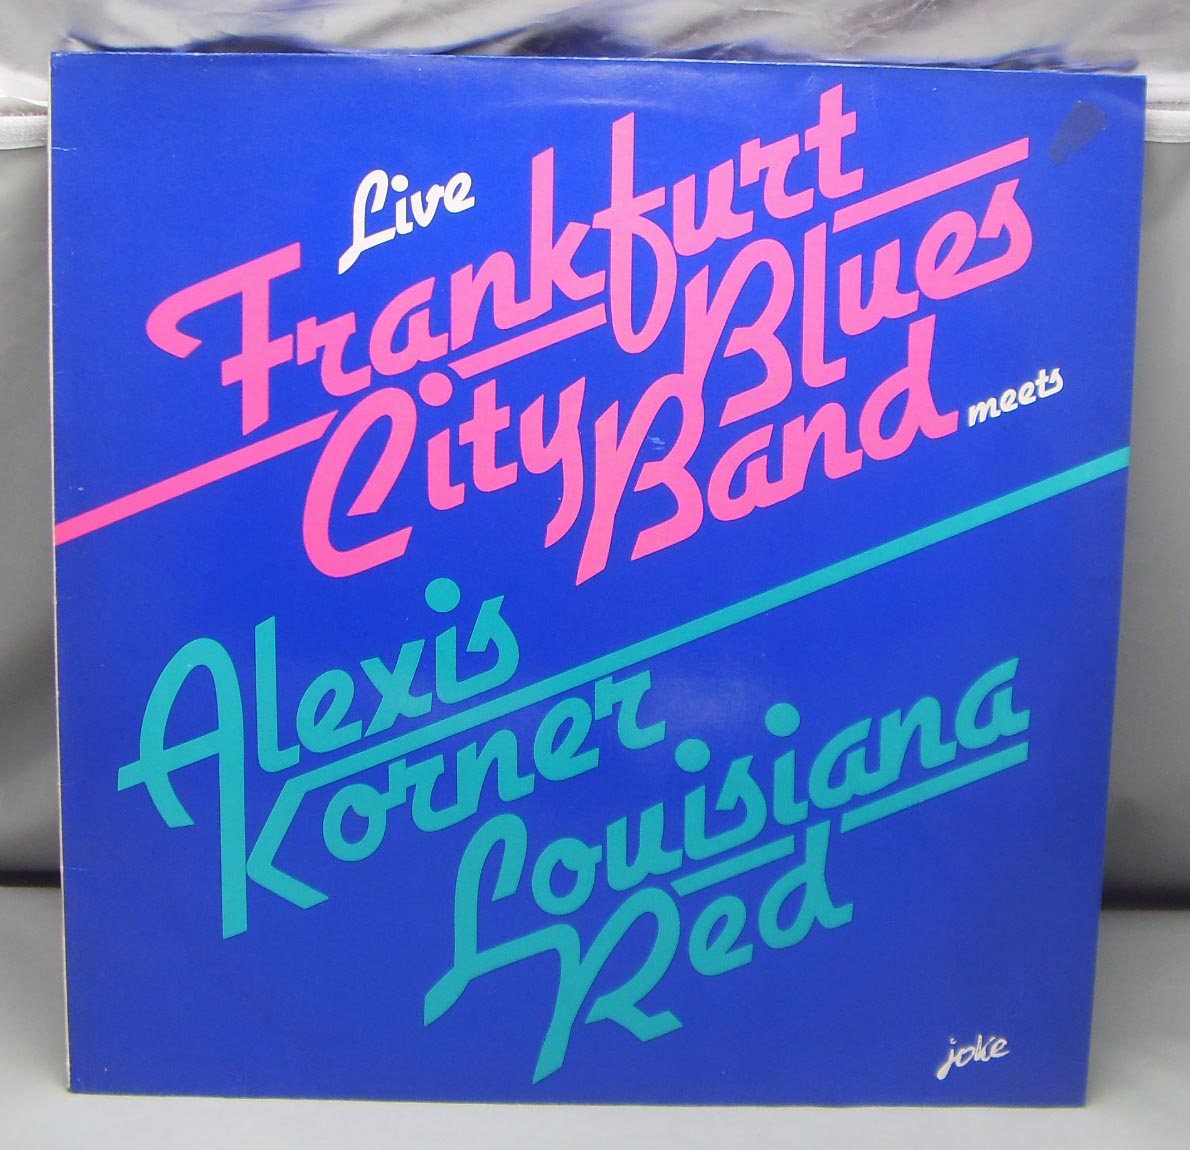 Live
Frankfurt
City Blues
Band meets
Alexis
Korner
Louisiana
Red
joke